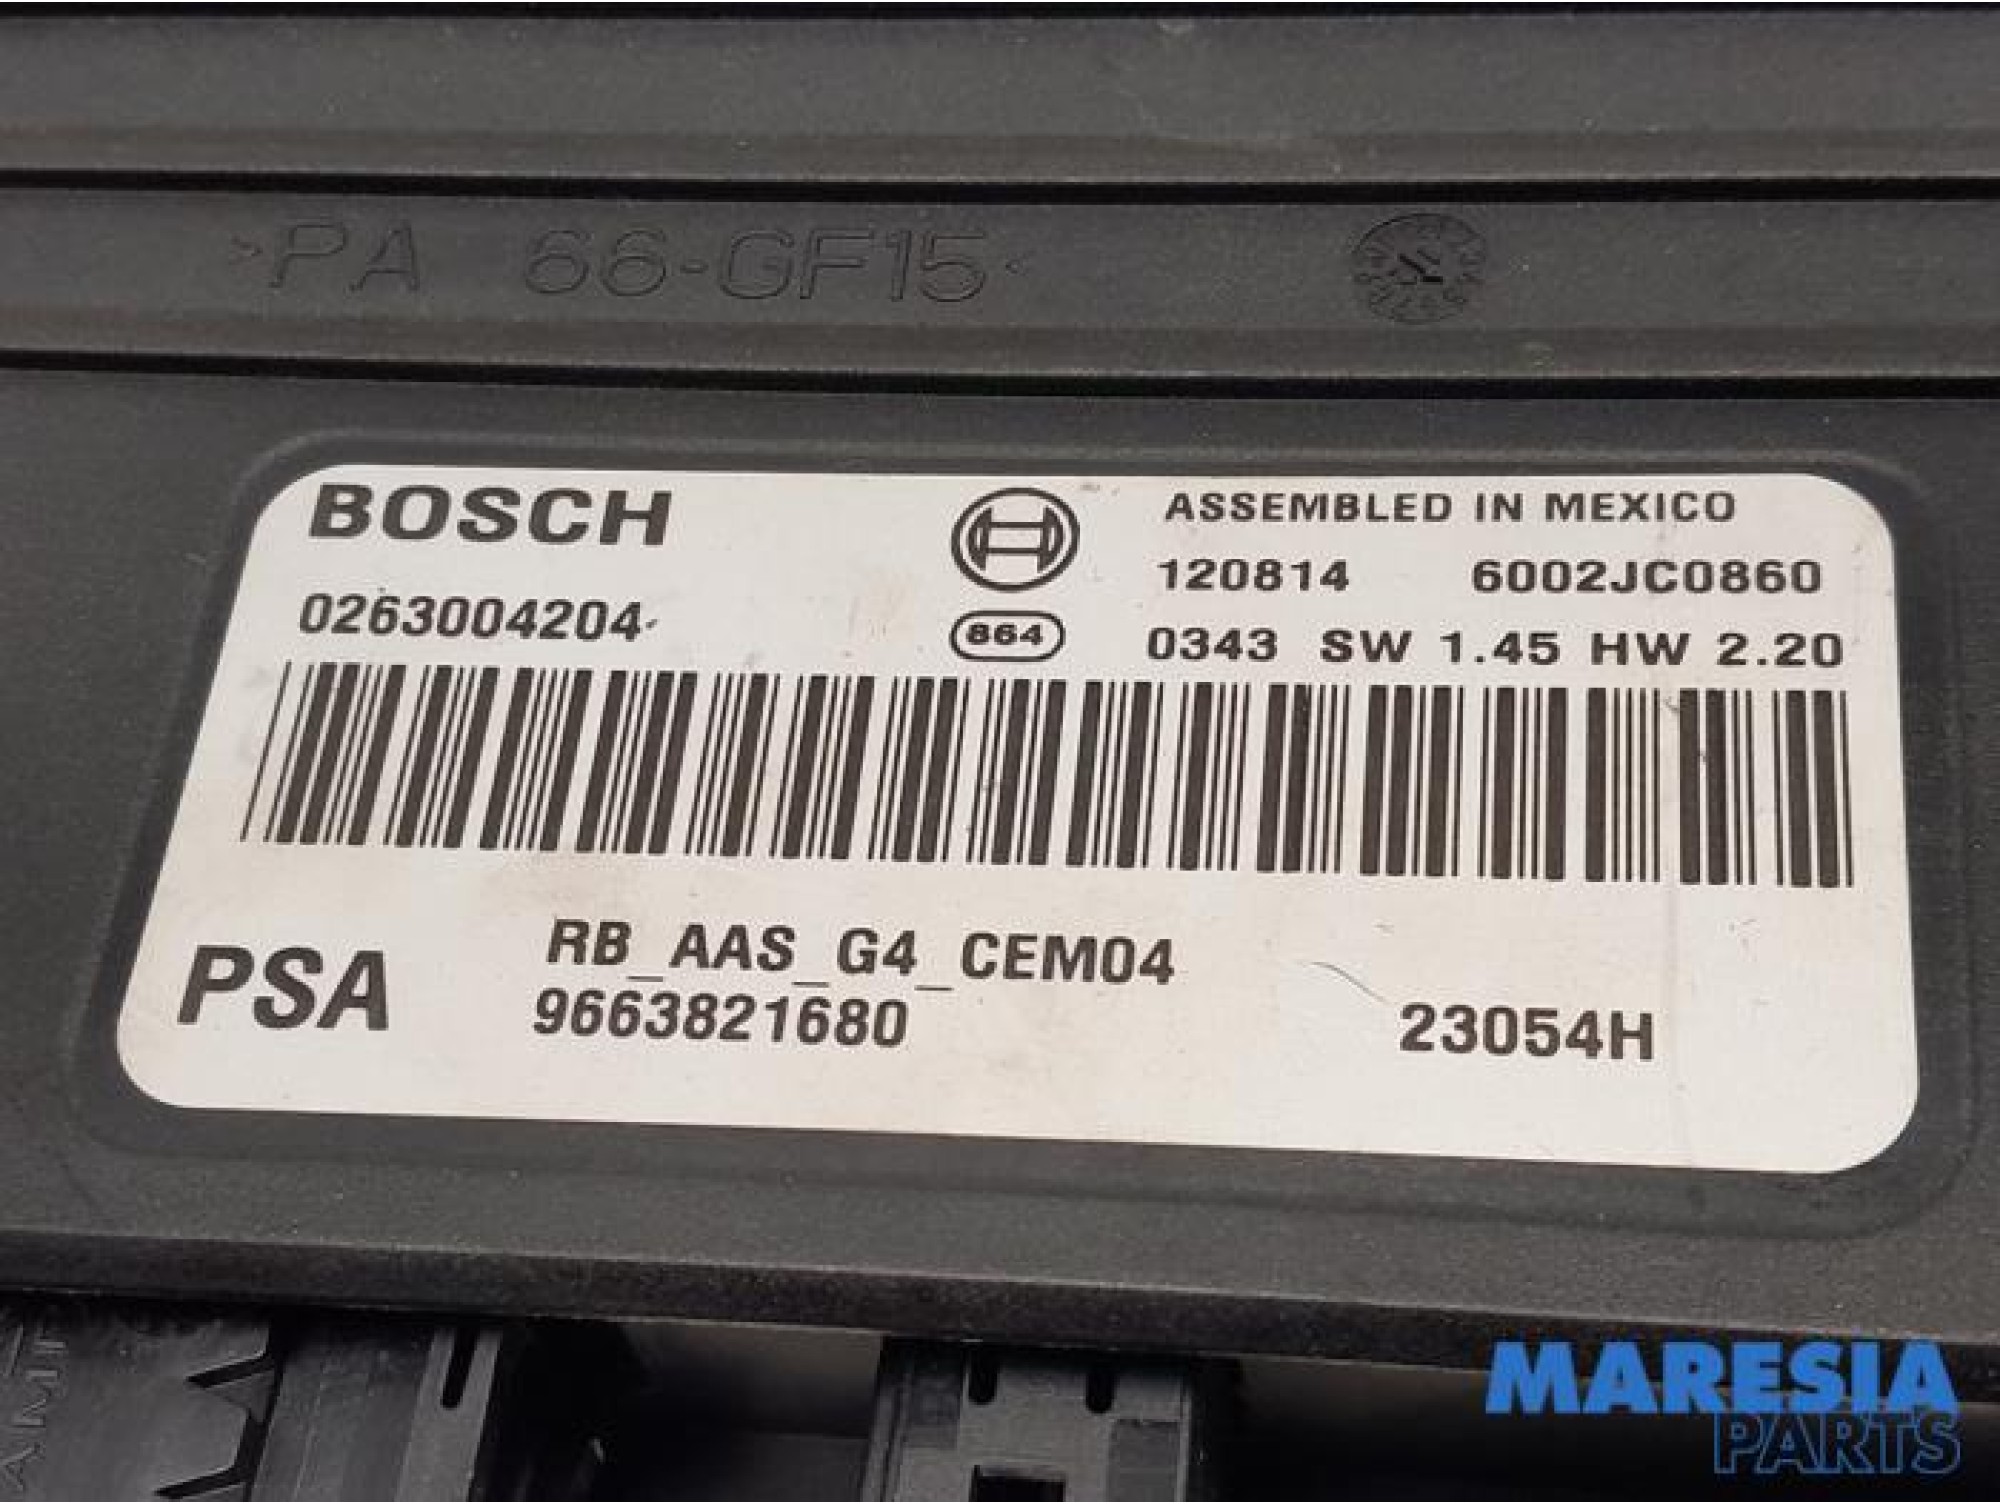 >PA 66-GF15<
BOSCH
ASSEMBLED IN MEXICO
120814 6002JC0860
0263004204
864
0343 SW 1.45 HW 2.20
PSA
RB_AAS_G4_CEM04
9663821680
23054H
MARESIA
PARTS